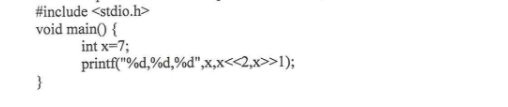 #include <stdio.h>
void main() {
int x=7;
printf("%d,%d,%d",x,x<<2,x>>1);
}